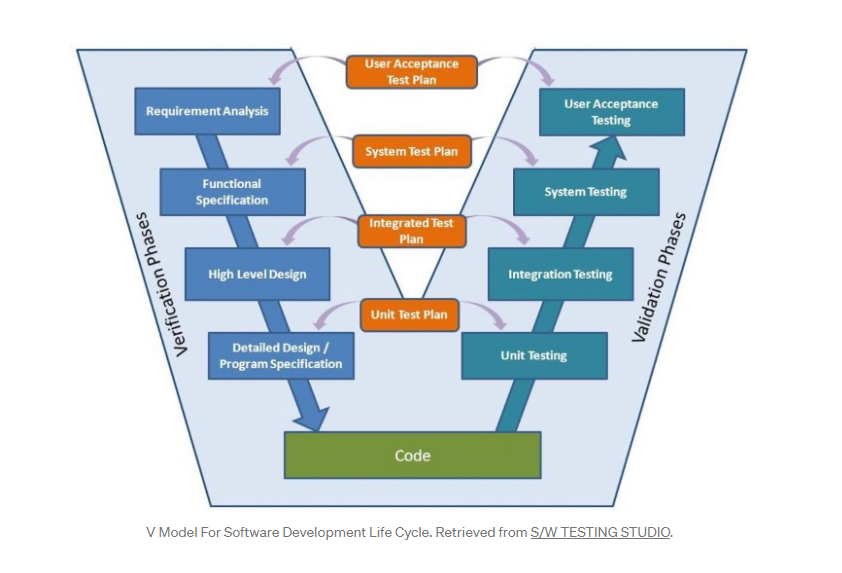 User Acceptance
Test Plan
Requirement Analysis
User Acceptance
Testing
System Test Plan
Functional
Specification
System Testing
Integrated Test
Plan
High Level Design
Integration Testing
Verification Phases
Validation Phases
Unit Test Plan
Detailed Design /
Program Specification
Unit Testing
Code
V Model For Software Development Life Cycle. Retrieved from S/W TESTING STUDIO.